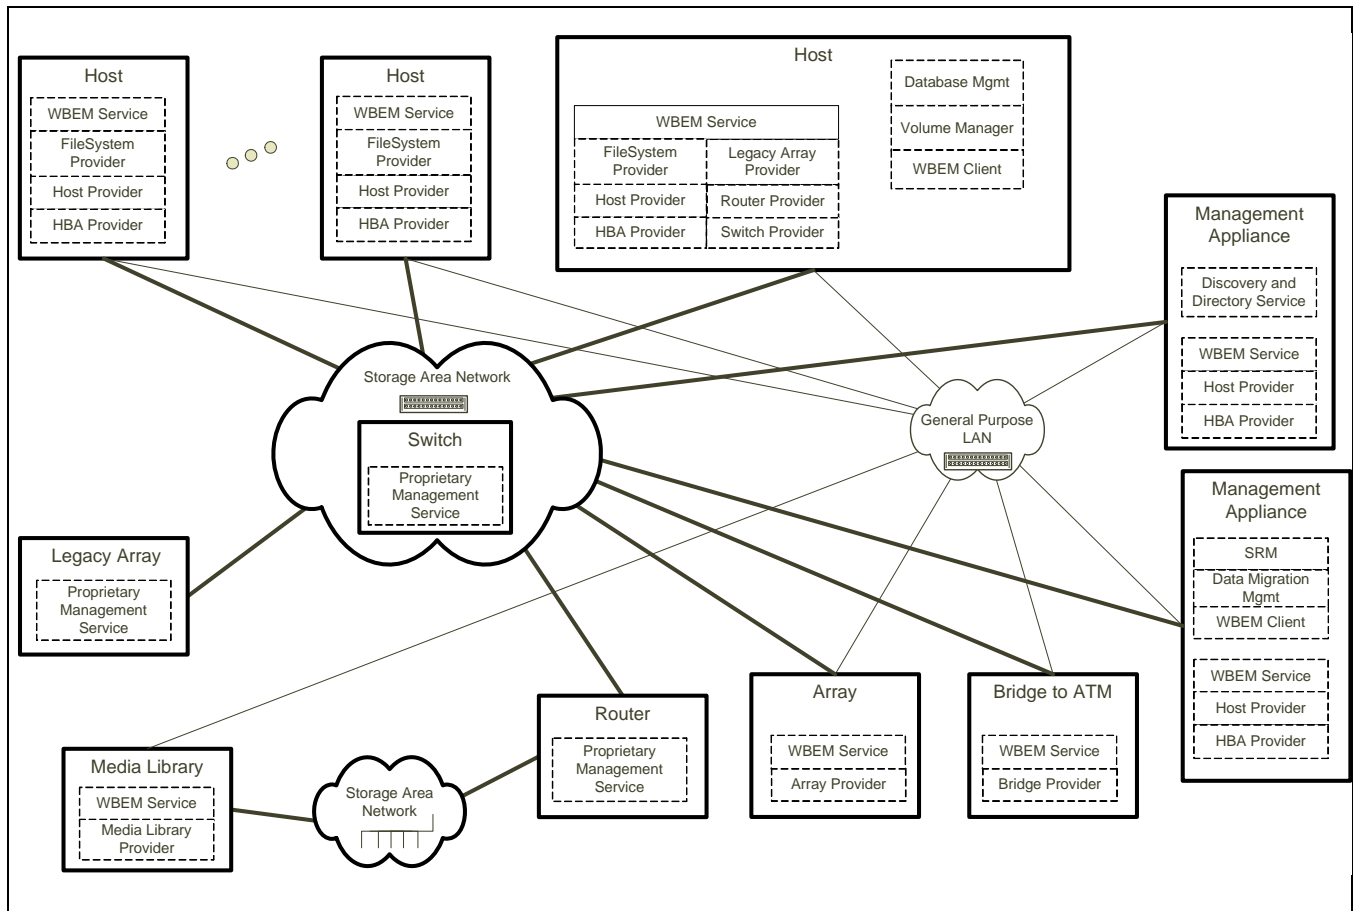 Host
WBEM Service
FileSystem
Provider
Host Provider
HBA Provider
Host
WBEM Service
FileSystem
Provider
Host Provider
HBA Provider
Host
WBEM Service
FileSystem
Provider
Legacy Array
Provider
Host Provider
Router Provider
HBA Provider
Switch Provider
Database Mgmt
Volume Manager
WBEM Client
Management
Appliance
Discovery and
Directory Service
WBEM Service
Host Provider
HBA Provider
Storage Area Network
Switch
Proprietary
Management
Service
General Purpose
LAN
Management
Appliance
SRM
Data Migration
Mgmt
WBEM Client
WBEM Service
Host Provider
HBA Provider
Legacy Array
Proprietary
Management
Service
Media Library
WBEM Service
Media Library
Provider
Storage Area
Network
Router
Proprietary
Management
Service
Array
WBEM Service
Array Provider
Bridge to ATM
WBEM Service
Bridge Provider